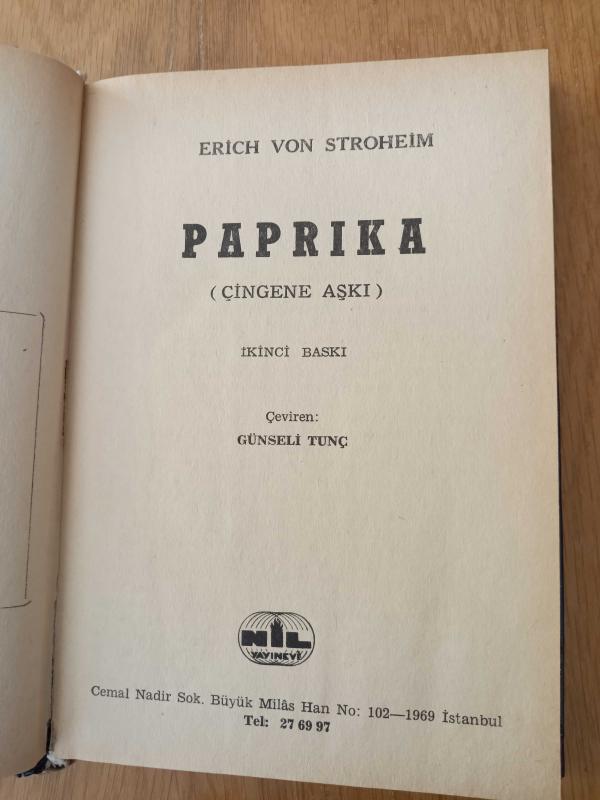 ERİCH VON STROHEİM
PAPRIKA
(ÇİNGENE AŞKI)
İKİNCİ BASKI
Çeviren:
GÜNSELİ TUNÇ
NİL
YAYINEVİ
Cemal Nadir Sok. Büyük Milâs Han No: 102—1969 İstanbul
Tel: 27 69 97